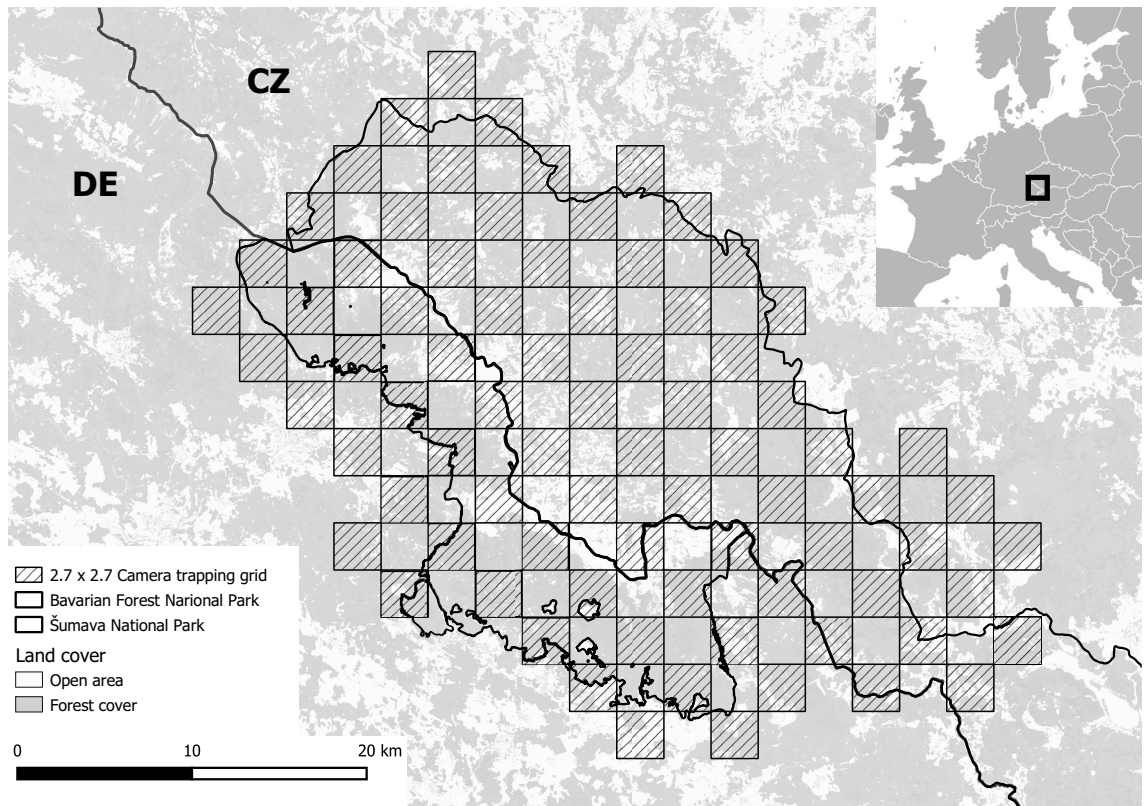 CZ
DE
2.7 x 2.7 Camera trapping grid
Bavarian Forest Narional Park
Šumava National Park
Land cover
Open area
Forest cover
0 10 20 km